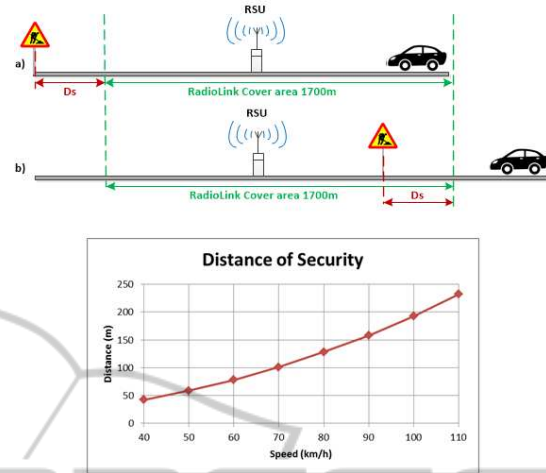 RSU
a)
Ds
RadioLink Cover area 1700m
RSU
b)
RadioLink Cover area 1700m
Ds
Distance of Security
250
200
150
100
50
0
Distance (m)
40 50 60 70 80 90 100 110
Speed (km/h)